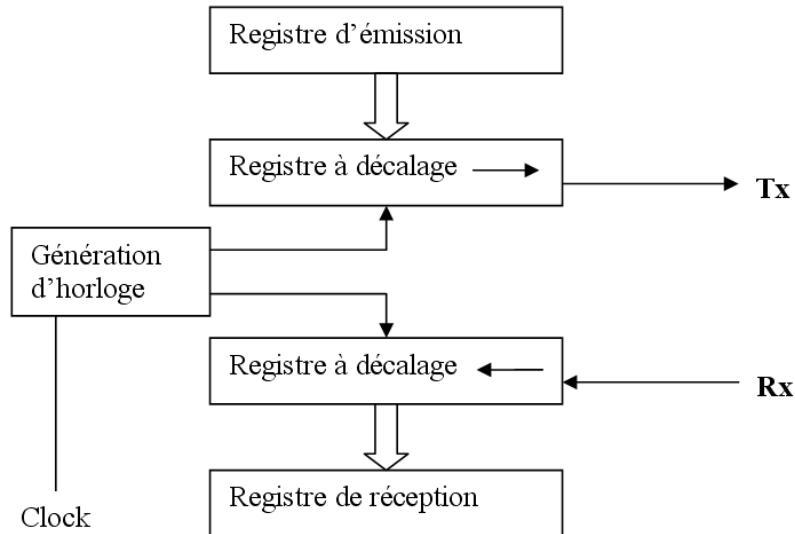 Registre d’émission
Registre à décalage
Tx
Génération
d’horloge
Registre à décalage
Rx
Registre de réception
Clock